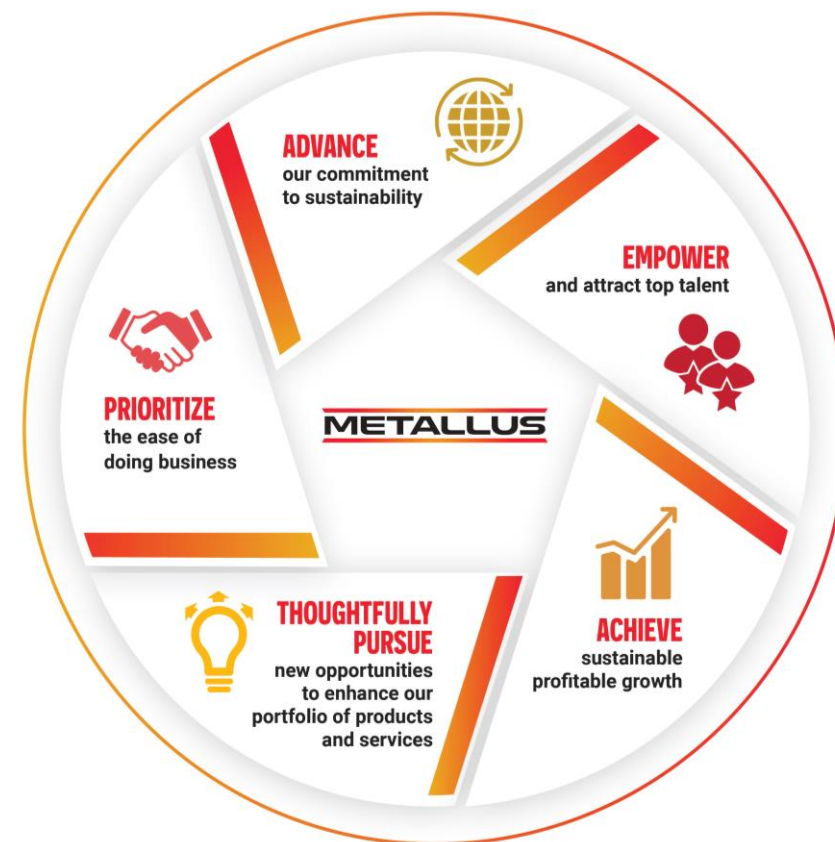 ADVANCE
our commitment
to sustainability
EMPOWER
and attract top talent
PRIORITIZE
the ease of
doing business
METALLUS
THOUGHTFULLY
PURSUE
new opportunities
to enhance our
portfolio of products
and services
ACHIEVE
sustainable
profitable growth